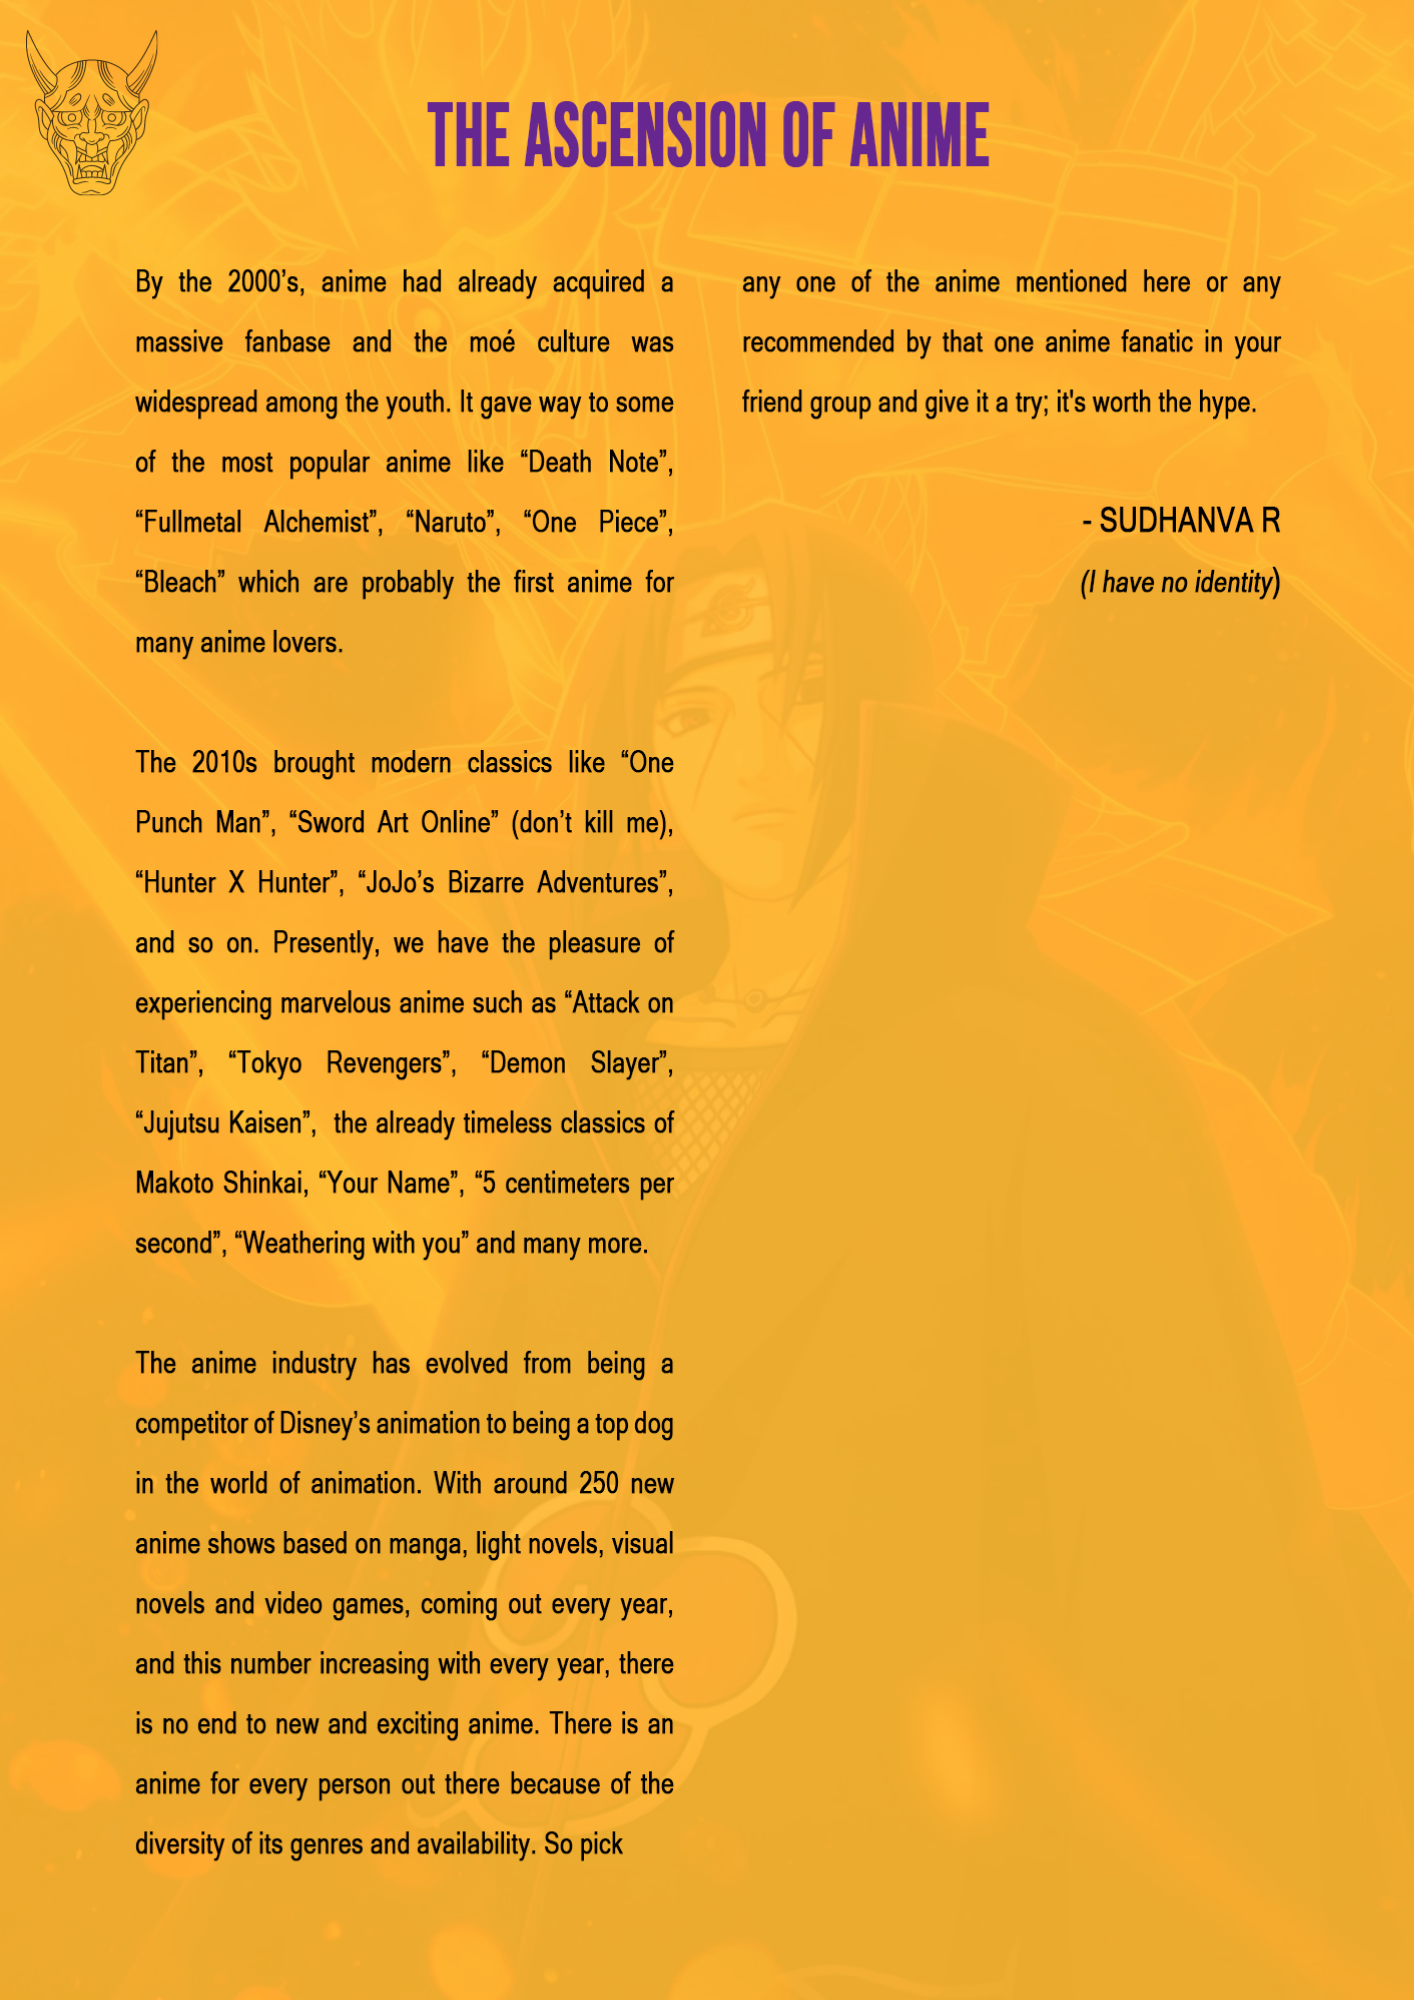 THE ASCENSION OF ANIME
By the 2000’s, anime had already acquired a
massive fanbase and the moé culture was
widespread among the youth. It gave way to some
of the most popular anime like “Death Note”,
“Fullmetal Alchemist”, “Naruto”, “One Piece”,
“Bleach” which are probably the first anime for
many anime lovers.
The 2010s brought modern classics like “One
Punch Man”, “Sword Art Online” (don’t kill me),
“Hunter X Hunter”, “JoJo’s Bizarre Adventures”,
and so on. Presently, we have the pleasure of
experiencing marvelous anime such as “Attack on
Titan”, “Tokyo Revengers”, “Demon Slayer”,
“Jujutsu Kaisen”, the already timeless classics of
Makoto Shinkai, “Your Name”, “5 centimeters per
second”, “Weathering with you” and many more.
The anime industry has evolved from being a
competitor of Disney’s animation to being a top dog
in the world of animation. With around 250 new
anime shows based on manga, light novels, visual
novels and video games, coming out every year,
and this number increasing with every year, there
is no end to new and exciting anime. There is an
anime for every person out there because of the
diversity of its genres and availability. So pick
any one of the anime mentioned here or any
recommended by that one anime fanatic in your
friend group and give it a try; it's worth the hype.
- SUDHANVA R
(I have no identity)